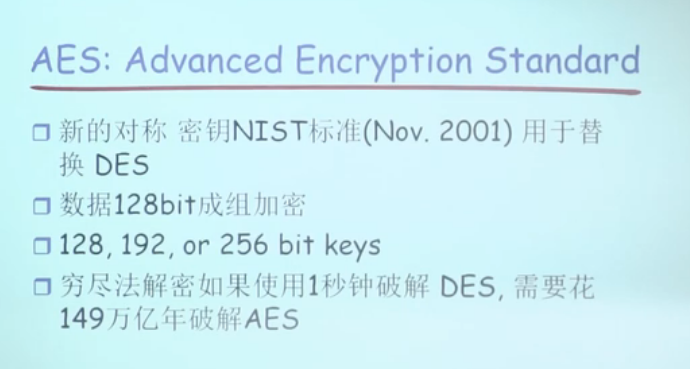 AES: Advanced Encryption Standard
新的对称 密钥NIST标准(Nov. 2001) 用于替
换 DES
数据128bit成组加密
128, 192, or 256 bit keys
穷尽法解密如果使用1秒钟破解 DES, 需要花
149万亿年破解AES